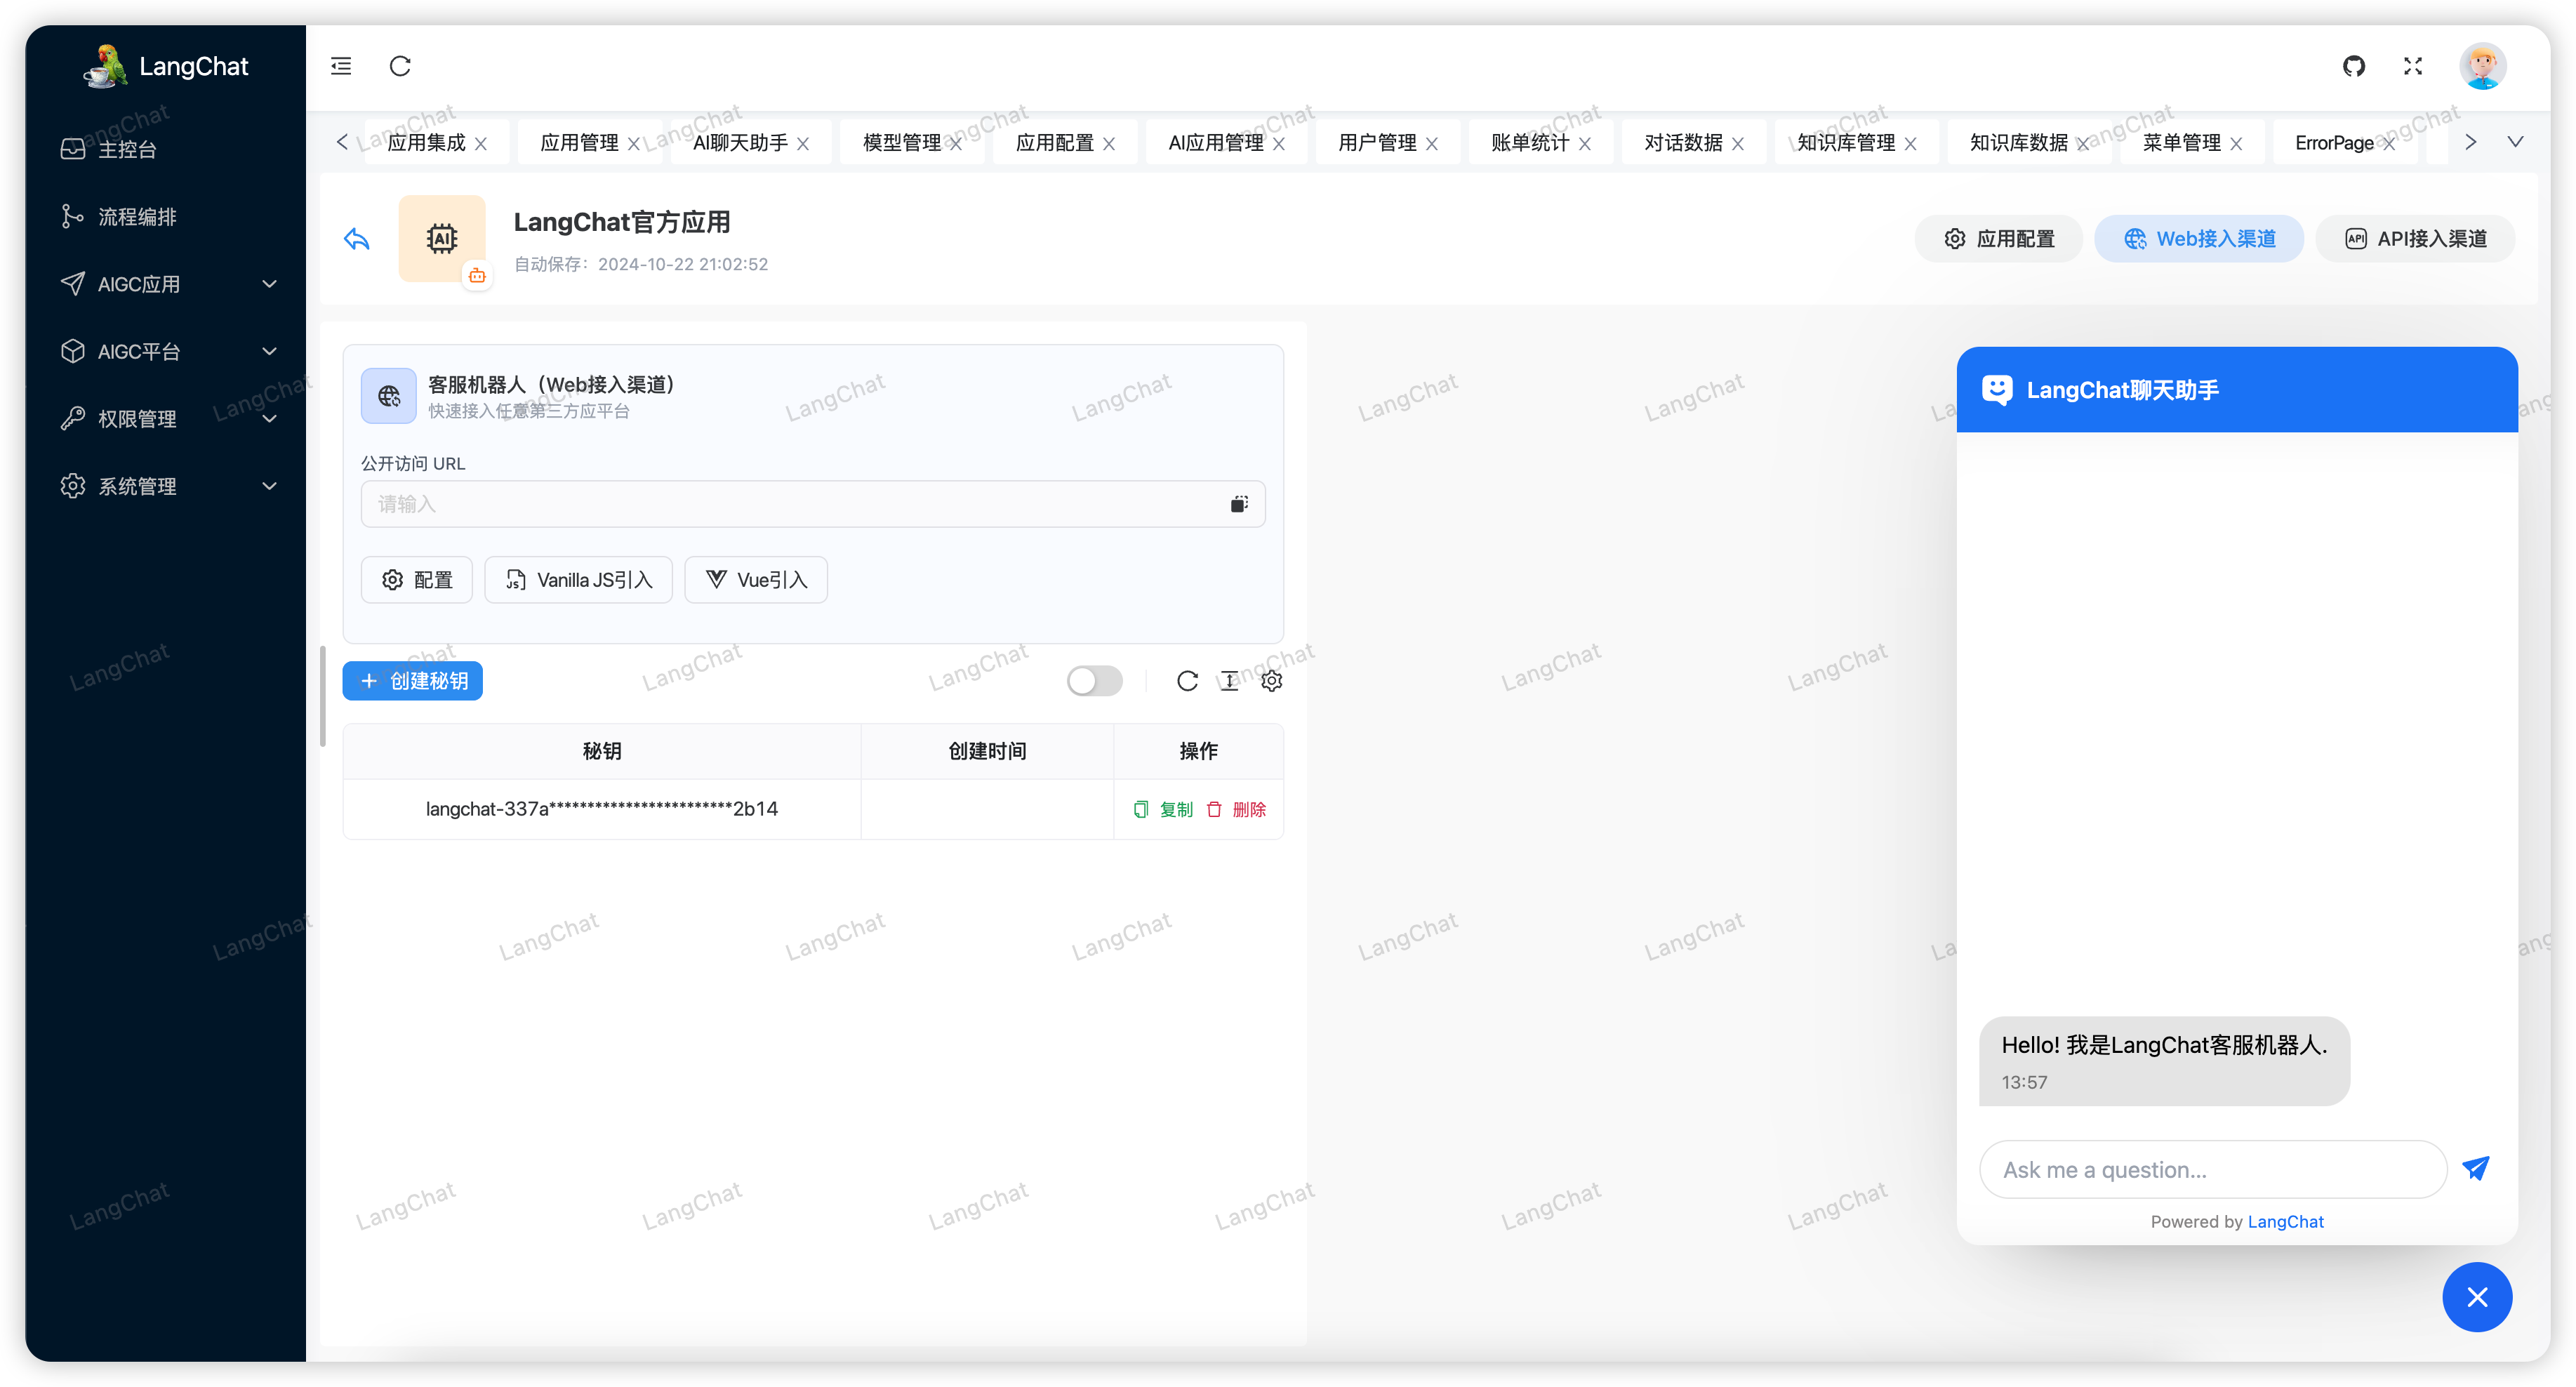 LangChat
主控台
流程编排
AIGC应用
AIGC平台
权限管理
系统管理
应用集成
应用管理
AI聊天助手
模型管理
应用配置
AI应用管理
用户管理
账单统计
对话数据
知识库管理
知识库数据
菜单管理
ErrorPage
LangChat官方应用
自动保存：2024-10-22 21:02:52
应用配置
Web接入渠道
API API接入渠道
AI
客服机器人（Web接入渠道）
快速接入任意第三方应平台
公开访问 URL
请输入
配置
JS Vanilla JS引入
Vue引入
+ 创建秘钥
秘钥 创建时间 操作
langchat-337a************************2b14 复制 删除
LangChat聊天助手
Hello! 我是LangChat客服机器人.
13:57
Ask me a question...
Powered by LangChat
LangChat